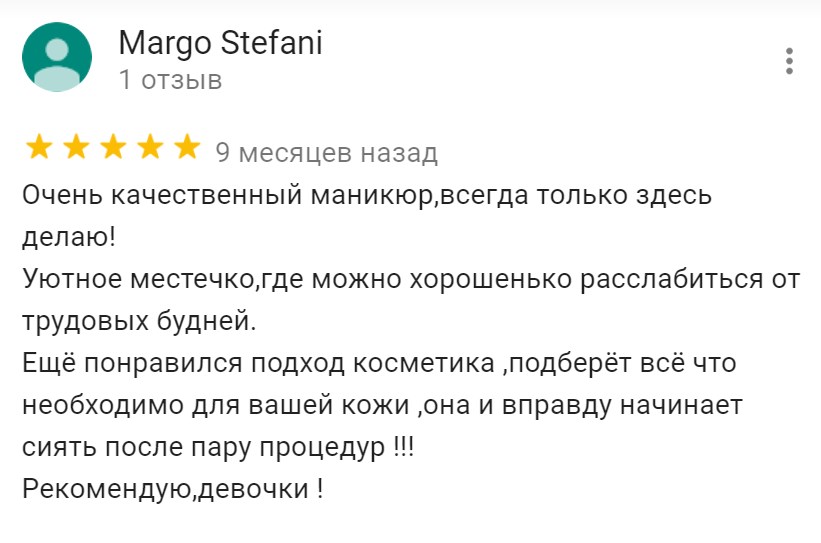 Margo Stefani
1 отзыв
9 месяцев назад
Очень качественный маникюр,всегда только здесь
делаю!
Уютное местечко,где можно хорошенько расслабиться от
трудовых будней.
Ещё понравился подход косметика ,подберёт всё что
необходимо для вашей кожи ,она и вправду начинает
сиять после пару процедур !!!
Рекомендую,девочки !